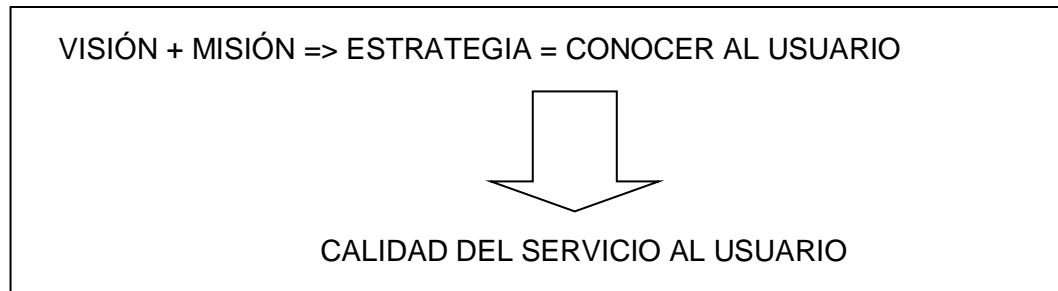 VISIÓN + MISIÓN => ESTRATEGIA = CONOCER AL USUARIO
CALIDAD DEL SERVICIO AL USUARIO